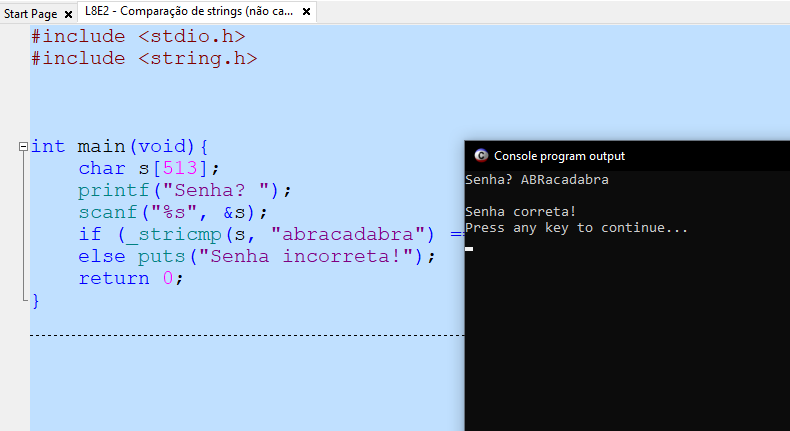 Start Page
L8E2 - Comparação de strings (não ca...
#include <stdio.h>
#include <string.h>
int main(void){
char s[513];
printf("Senha? ");
scanf("%s", &s);
if (_stricmp(s, "abracadabra") ==
else puts("Senha incorreta!");
return 0;
}
Console program output
Senha? ABRacadabra
Senha correta!
Press any key to continue...